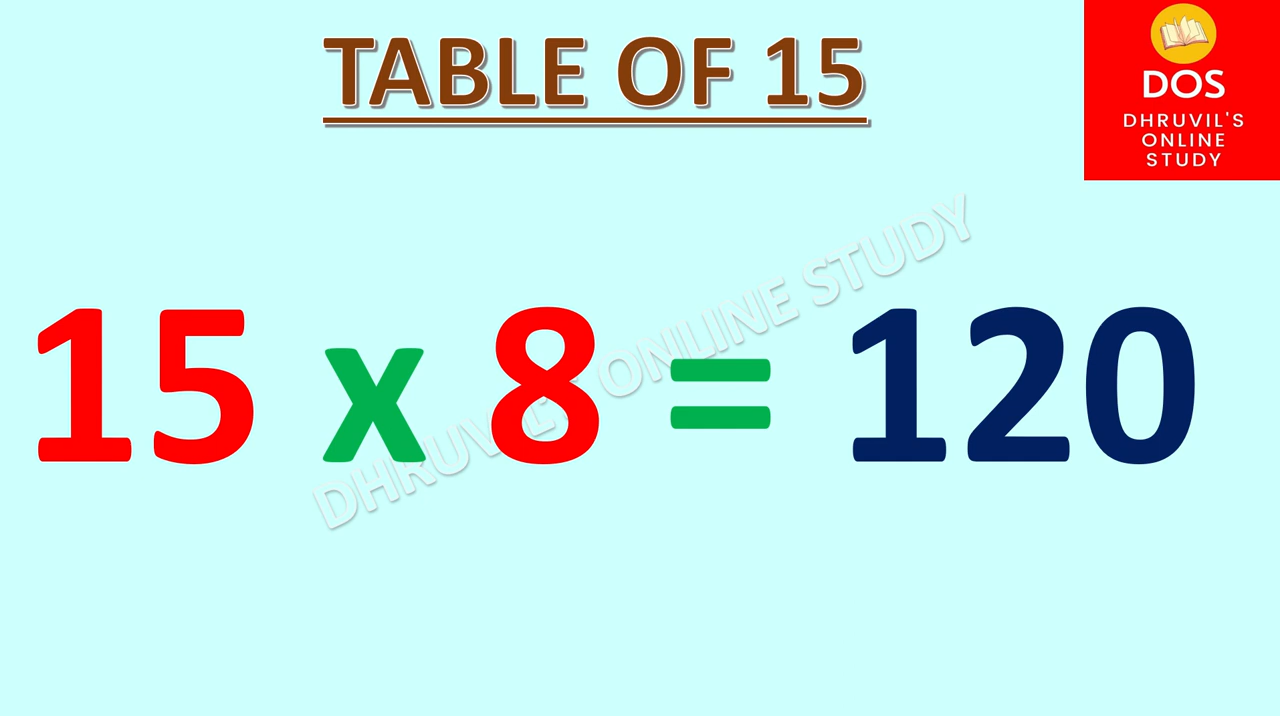 TABLE OF 15
DOS
DHRUVIL'S
ONLINE
STUDY
15 x 8 = 120
DHRUVIL'S ONLINE STUDY